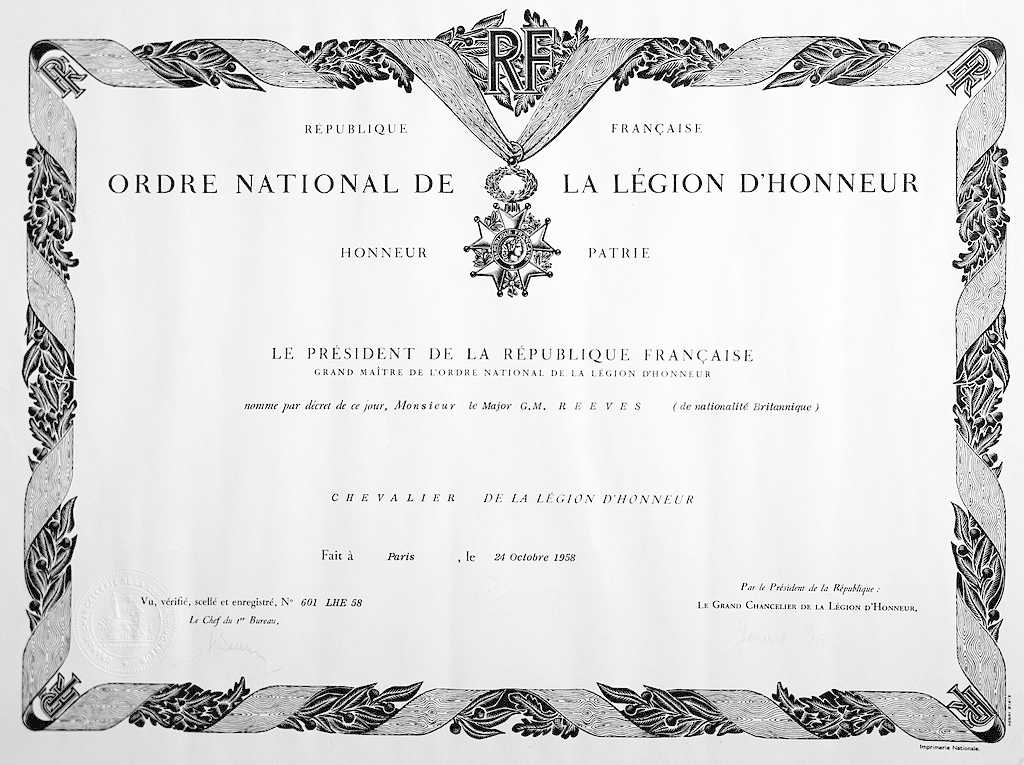 RF
RÉPUBLIQUE FRANÇAISE
ORDRE NATIONAL DE LA LÉGION D'HONNEUR
HONNEUR PATRIE
LE PRÉSIDENT DE LA RÉPUBLIQUE FRANÇAISE
GRAND MAÎTRE DE L'ORDRE NATIONAL DE LA LÉGION D'HONNEUR
nomme par décret de ce jour, Monsieur le Major G.M. REEVES (de nationalité Britannique)
CHEVALIER DE LA LÉGION D'HONNEUR
Fait à Paris, le 24 Octobre 1958
Par le Président de la République :
Vu, vérifié, scellé et enregistré, N° 601 LHE 58
LE GRAND CHANCELIER DE LA LÉGION D'HONNEUR,
Le Chef du 1er Bureau,
Imprimerie Nationale.